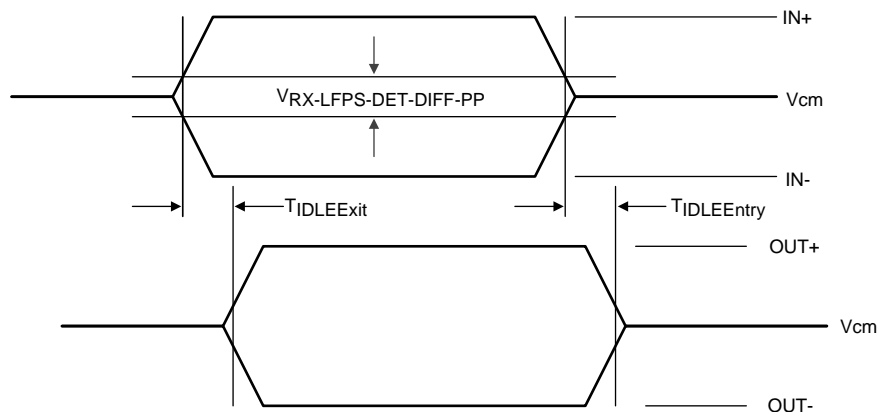 IN+
VRX-LFPS-DET-DIFF-PP
Vcm
IN-
TIDLEExit
TIDLEEntry
OUT+
Vcm
OUT-